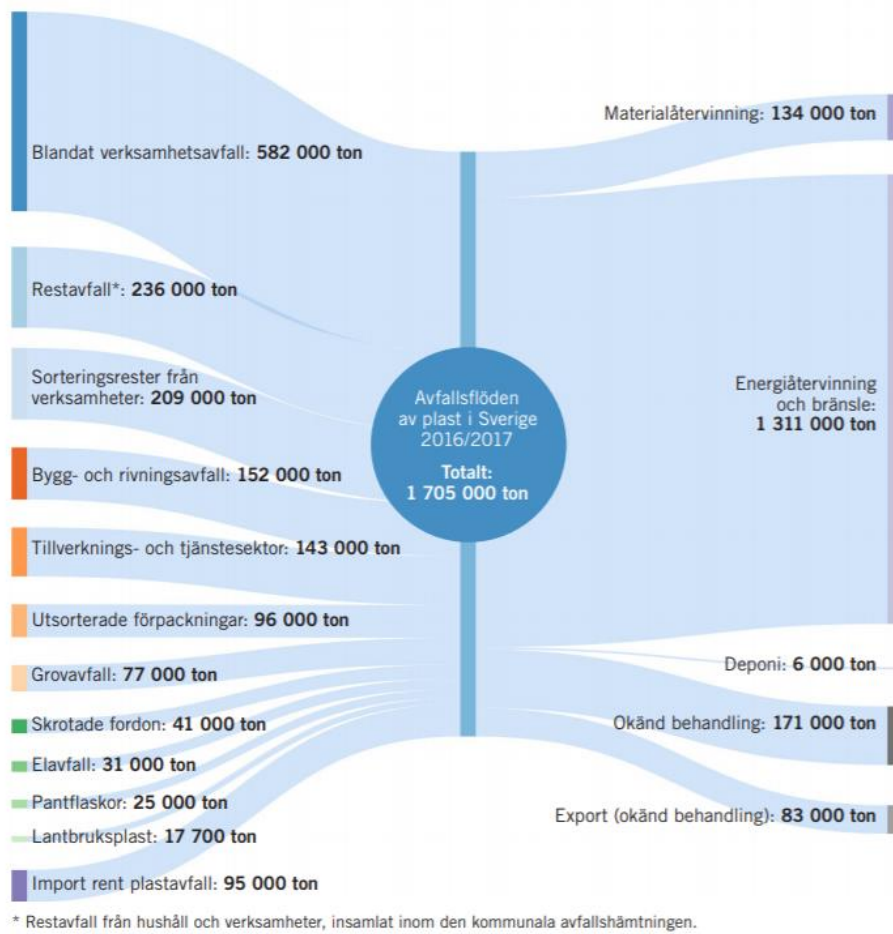 Blandat verksamhetsavfall: 582 000 ton
Restavfall*: 236 000 ton
Sorteringsrester från
verksamheter: 209 000 ton
Bygg- och rivningsavfall: 152 000 ton
Tillverknings- och tjänstesektor: 143 000 ton
Utsorterade förpackningar: 96 000 ton
Grovavfall: 77 000 ton
Skrotade fordon: 41 000 ton
Elavfall: 31 000 ton
Pantflaskor: 25 000 ton
Lantbruksplast: 17 700 ton
Import rent plastavfall: 95 000 ton
Avfallsflöden
av plast i Sverige
2016/2017
Totalt:
1 705 000 ton
Materialåtervinning: 134 000 ton
Energiåtervinning
och bränsle:
1 311 000 ton
Deponi: 6 000 ton
Okänd behandling: 171 000 ton
Export (okänd behandling): 83 000 ton
* Restavfall från hushåll och verksamheter, insamlat inom den kommunala avfallshämtningen.